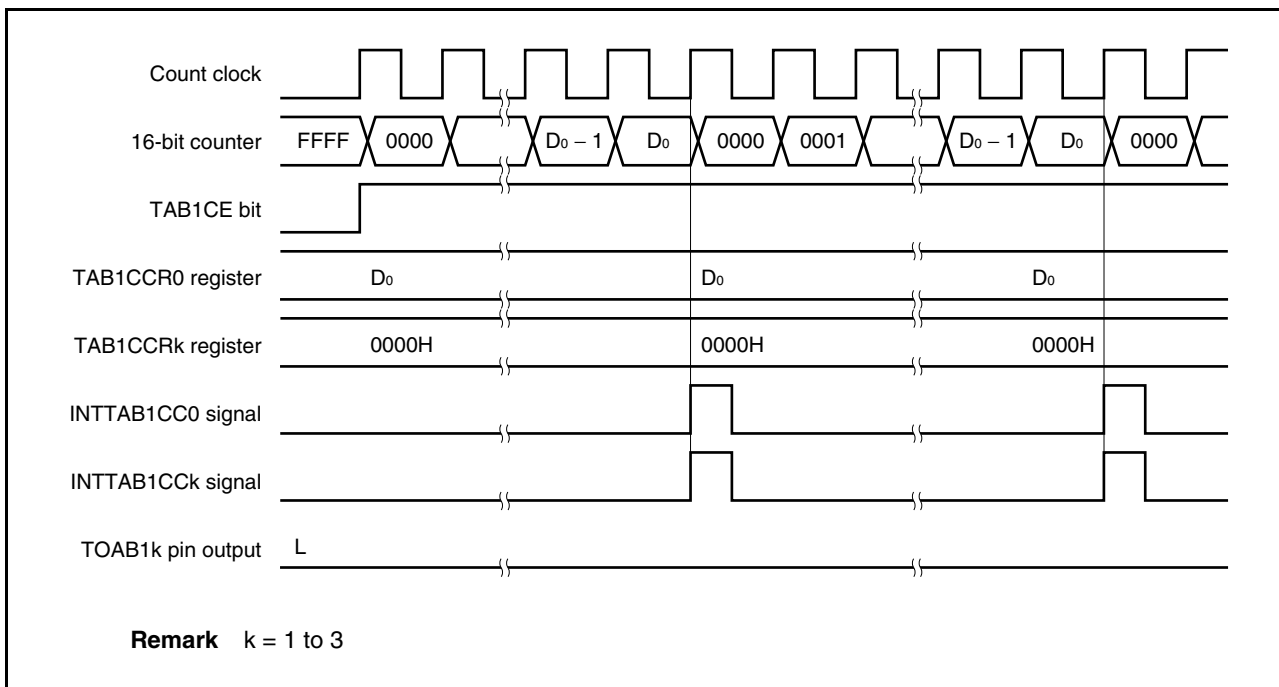 Count clock
16-bit counter FFFF 0000 D₀ − 1 D₀ 0000 0001 D₀ − 1 D₀ 0000
TAB1CE bit
TAB1CCR0 register D₀ D₀ D₀
TAB1CCRk register 0000H 0000H 0000H
INTTAB1CC0 signal
INTTAB1CCk signal
TOAB1k pin output L
Remark k = 1 to 3